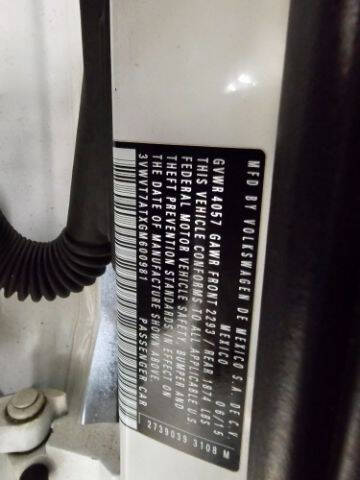 MFD BY VOLKSWAGEN DE MEXICO S.A. DE C.V.
MEXICO 06/15
GVWR 4057 GAWR FRONT 2293 / REAR 1874 LBS
THIS VEHICLE CONFORMS TO ALL APPLICABLE U.S.
FEDERAL MOTOR VEHICLE SAFETY, BUMPER AND
THEFT PREVENTION STANDARDS IN EFFECT ON
THE DATE OF MANUFACTURE SHOWN ABOVE.
3VWVT7ATXGM600981 PASSENGER CAR
2739039 3108 M